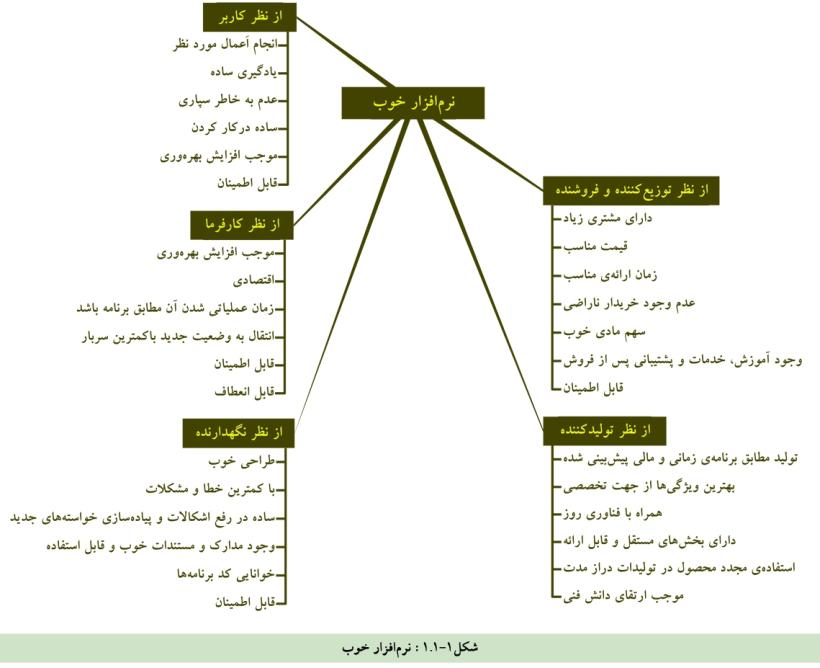 نرم‌افزار خوب
از نظر کاربر
انجام اَعمال مورد نظر
یادگیری ساده
عدم به خاطر سپاری
ساده درکار کردن
موجب افزایش بهره‌وری
قابل اطمینان
از نظر کارفرما
موجب افزایش بهره‌وری
اقتصادی
زمان عملیاتی شدن آن مطابق برنامه باشد
انتقال به وضعیت جدید باکمترین سربار
قابل اطمینان
قابل انعطاف
از نظر نگهدارنده
طراحی خوب
با کمترین خطا و مشکلات
ساده در رفع اشکالات و پیاده‌سازی خواسته‌های جدید
وجود مدارک و مستندات خوب و قابل استفاده
خوانایی کد برنامه‌ها
قابل اطمینان
از نظر توزیع‌کننده و فروشنده
دارای مشتری زیاد
قیمت مناسب
زمان ارائه‌ی مناسب
عدم وجود خریدار ناراضی
سهم مادی خوب
وجود آموزش، خدمات و پشتیبانی پس از فروش
قابل اطمینان
از نظر تولیدکننده
تولید مطابق برنامه‌ی زمانی و مالی پیش‌بینی شده
بهترین ویژگی‌ها از جهت تخصصی
همراه با فناوری روز
دارای بخش‌های مستقل و قابل ارائه
استفاده‌ی مجدد محصول در تولیدات دراز مدت
موجب ارتقای دانش فنی
شکل۱-۱.۱ : نرم‌افزار خوب